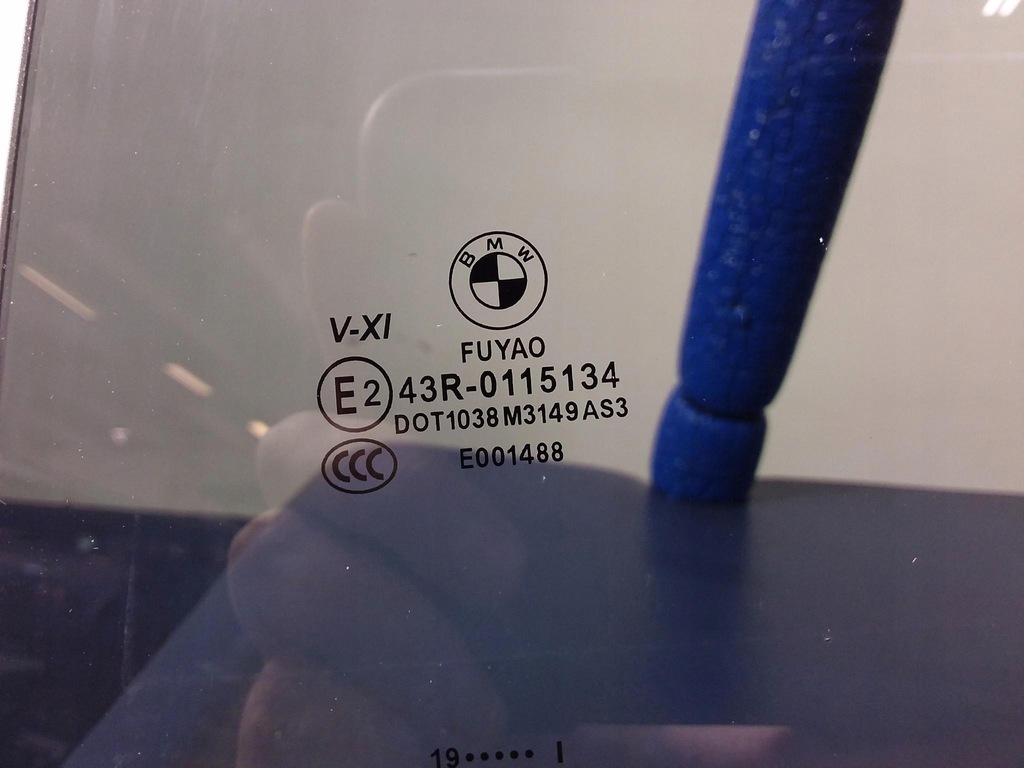 BMW
V-XI
FUYAO
E2 43R-0115134
DOT1038 M3149 AS3
CCC E001488
19 ••••• I